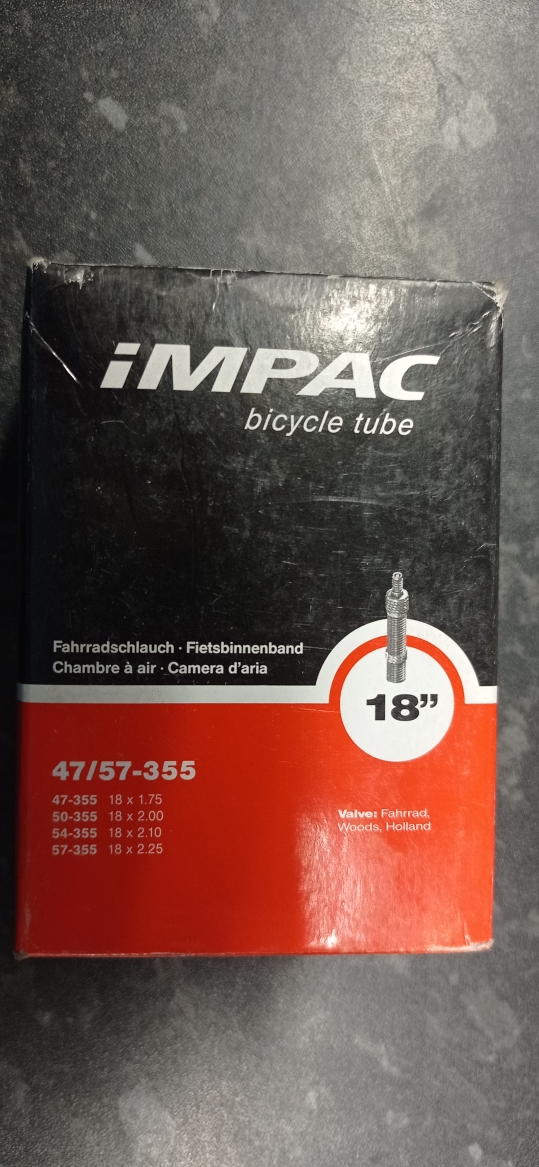 iMPAC
bicycle tube
Fahrradschlauch · Fietsbinnenband
Chambre à air · Camera d'aria
18”
47/57-355
47-355 18 x 1.75
50-355 18 x 2.00
54-355 18 x 2.10
57-355 18 x 2.25
Valve: Fahrrad,
Woods, Holland